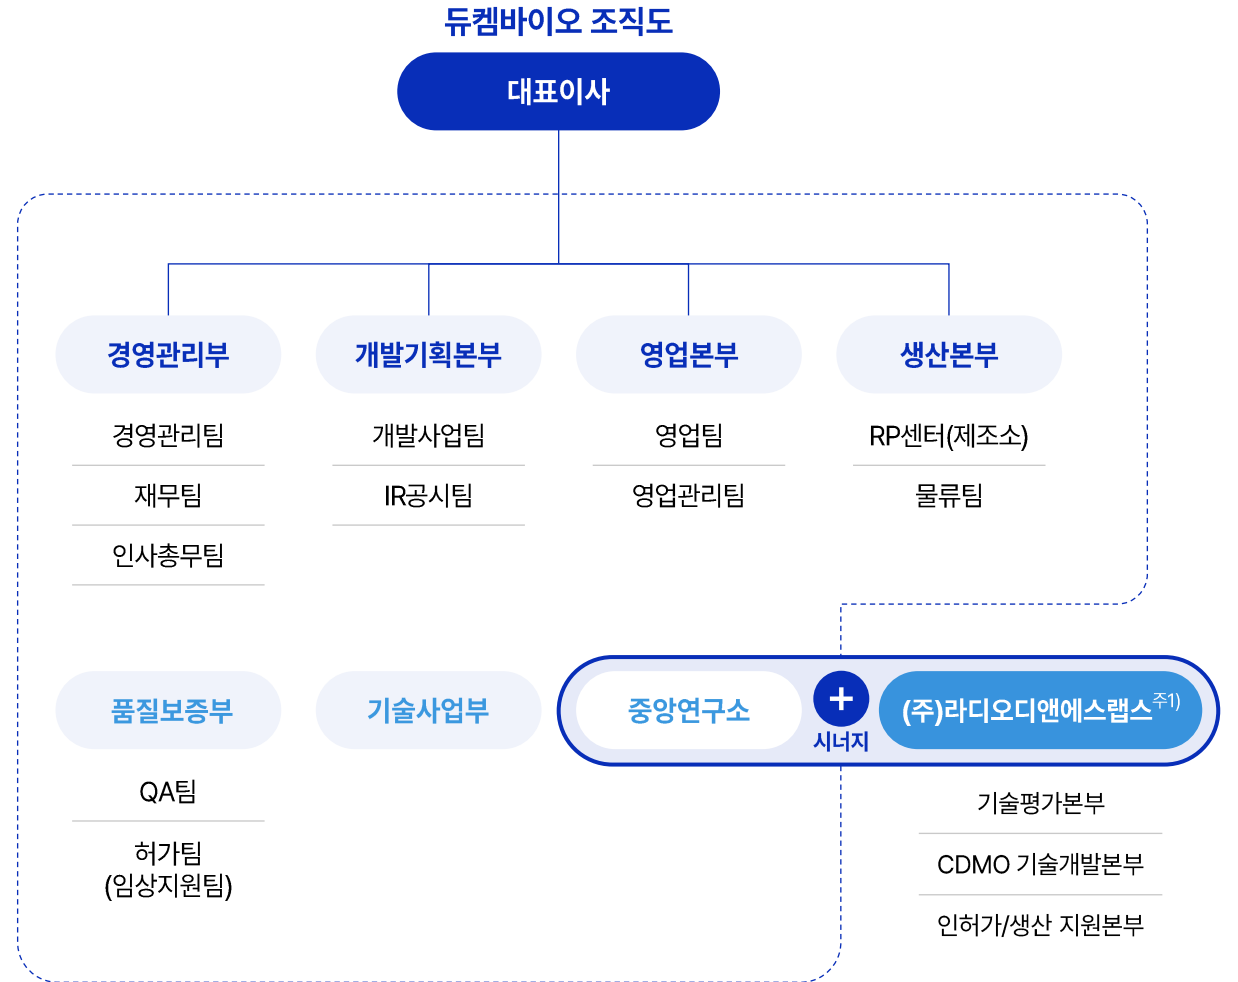 듀켐바이오 조직도
대표이사
경영관리부
개발기획본부
영업본부
생산본부
경영관리팀
개발사업팀
영업팀
RP센터(제조소)
재무팀
IR공시팀
영업관리팀
물류팀
인사총무팀
품질보증부
기술사업부
중앙연구소
+
시너지
(주)라디오디앤에스랩스주1)
QA팀
허가팀
(임상지원팀)
기술평가본부
CDMO 기술개발본부
인허가/생산 지원본부